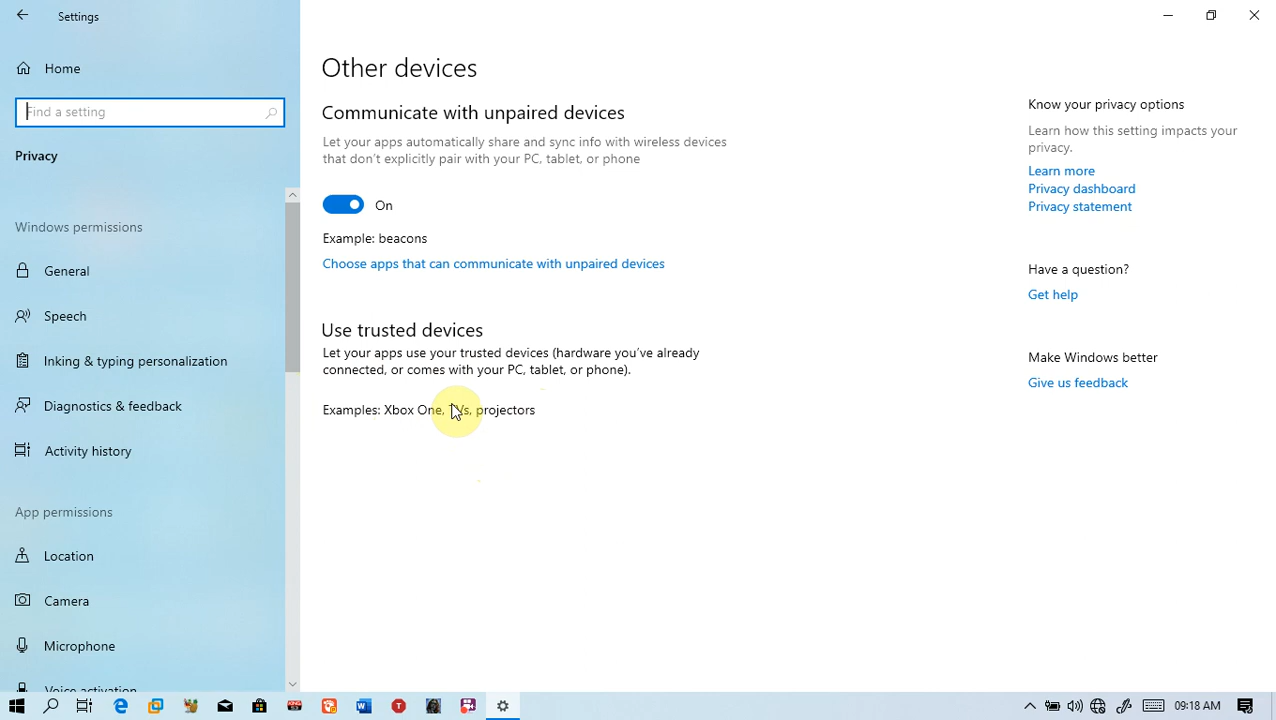 Settings
Home
Find a setting
Privacy
Windows permissions
General
Speech
Inking & typing personalization
Diagnostics & feedback
Activity history
App permissions
Location
Camera
Microphone
Voice activation
Other devices
Communicate with unpaired devices
Let your apps automatically share and sync info with wireless devices
that don't explicitly pair with your PC, tablet, or phone
On
Example: beacons
Choose apps that can communicate with unpaired devices
Use trusted devices
Let your apps use your trusted devices (hardware you've already
connected, or comes with your PC, tablet, or phone).
Examples: Xbox One, TVs, projectors
Know your privacy options
Learn how this setting impacts your
privacy.
Learn more
Privacy dashboard
Privacy statement
Have a question?
Get help
Make Windows better
Give us feedback
09:18 AM